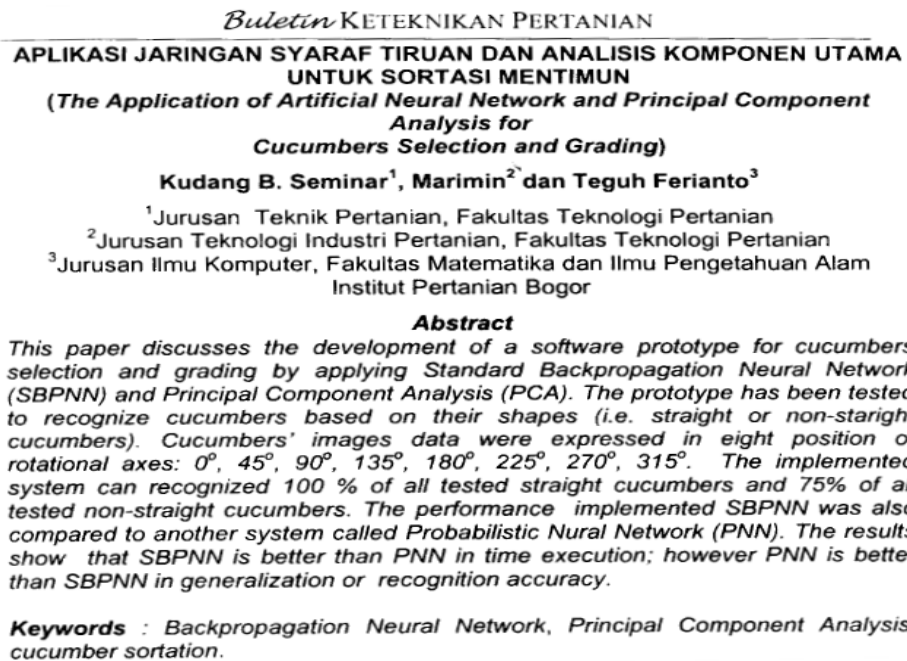 Buletin KETEKNIKAN PERTANIAN
APLIKASI JARINGAN SYARAF TIRUAN DAN ANALISIS KOMPONEN UTAMA
UNTUK SORTASI MENTIMUN
(The Application of Artificial Neural Network and Principal Component
Analysis for
Cucumbers Selection and Grading)
Kudang B. Seminar¹, Marimin² dan Teguh Ferianto³
¹Jurusan Teknik Pertanian, Fakultas Teknologi Pertanian
²Jurusan Teknologi Industri Pertanian, Fakultas Teknologi Pertanian
³Jurusan Ilmu Komputer, Fakultas Matematika dan Ilmu Pengetahuan Alam
Institut Pertanian Bogor
Abstract
This paper discusses the development of a software prototype for cucumbers
selection and grading by applying Standard Backpropagation Neural Network
(SBPNN) and Principal Component Analysis (PCA). The prototype has been tested
to recognize cucumbers based on their shapes (i.e. straight or non-starigh
cucumbers). Cucumbers' images data were expressed in eight position o
rotational axes: 0°, 45°, 90°, 135°, 180°, 225°, 270°, 315°. The implemented
system can recognized 100 % of all tested straight cucumbers and 75% of al
tested non-straight cucumbers. The performance implemented SBPNN was also
compared to another system called Probabilistic Nural Network (PNN). The results
show that SBPNN is better than PNN in time execution; however PNN is bette
than SBPNN in generalization or recognition accuracy.
Keywords : Backpropagation Neural Network, Principal Component Analysis
cucumber sortation.